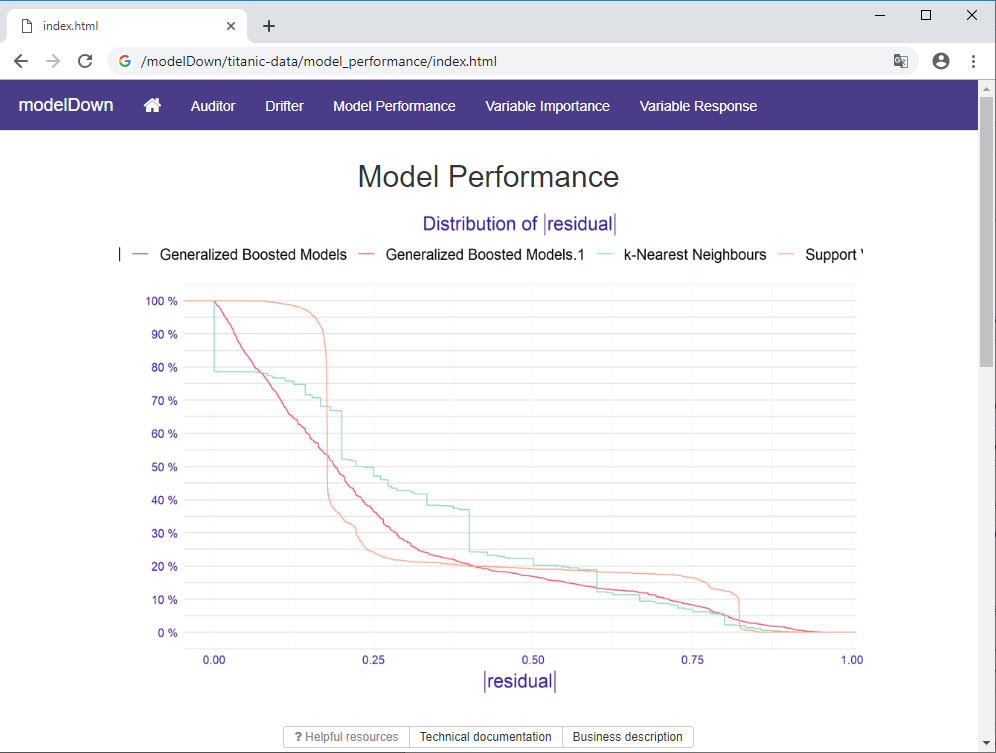 index.html
/modelDown/titanic-data/model_performance/index.html
modelDown Auditor Drifter Model Performance Variable Importance Variable Response
Model Performance
Distribution of |residual|
Generalized Boosted Models Generalized Boosted Models.1 k-Nearest Neighbours Support
100 %
90 %
80 %
70 %
60 %
50 %
40 %
30 %
20 %
10 %
0 %
0.00 0.25 0.50 0.75 1.00
|residual|
? Helpful resources Technical documentation Business description